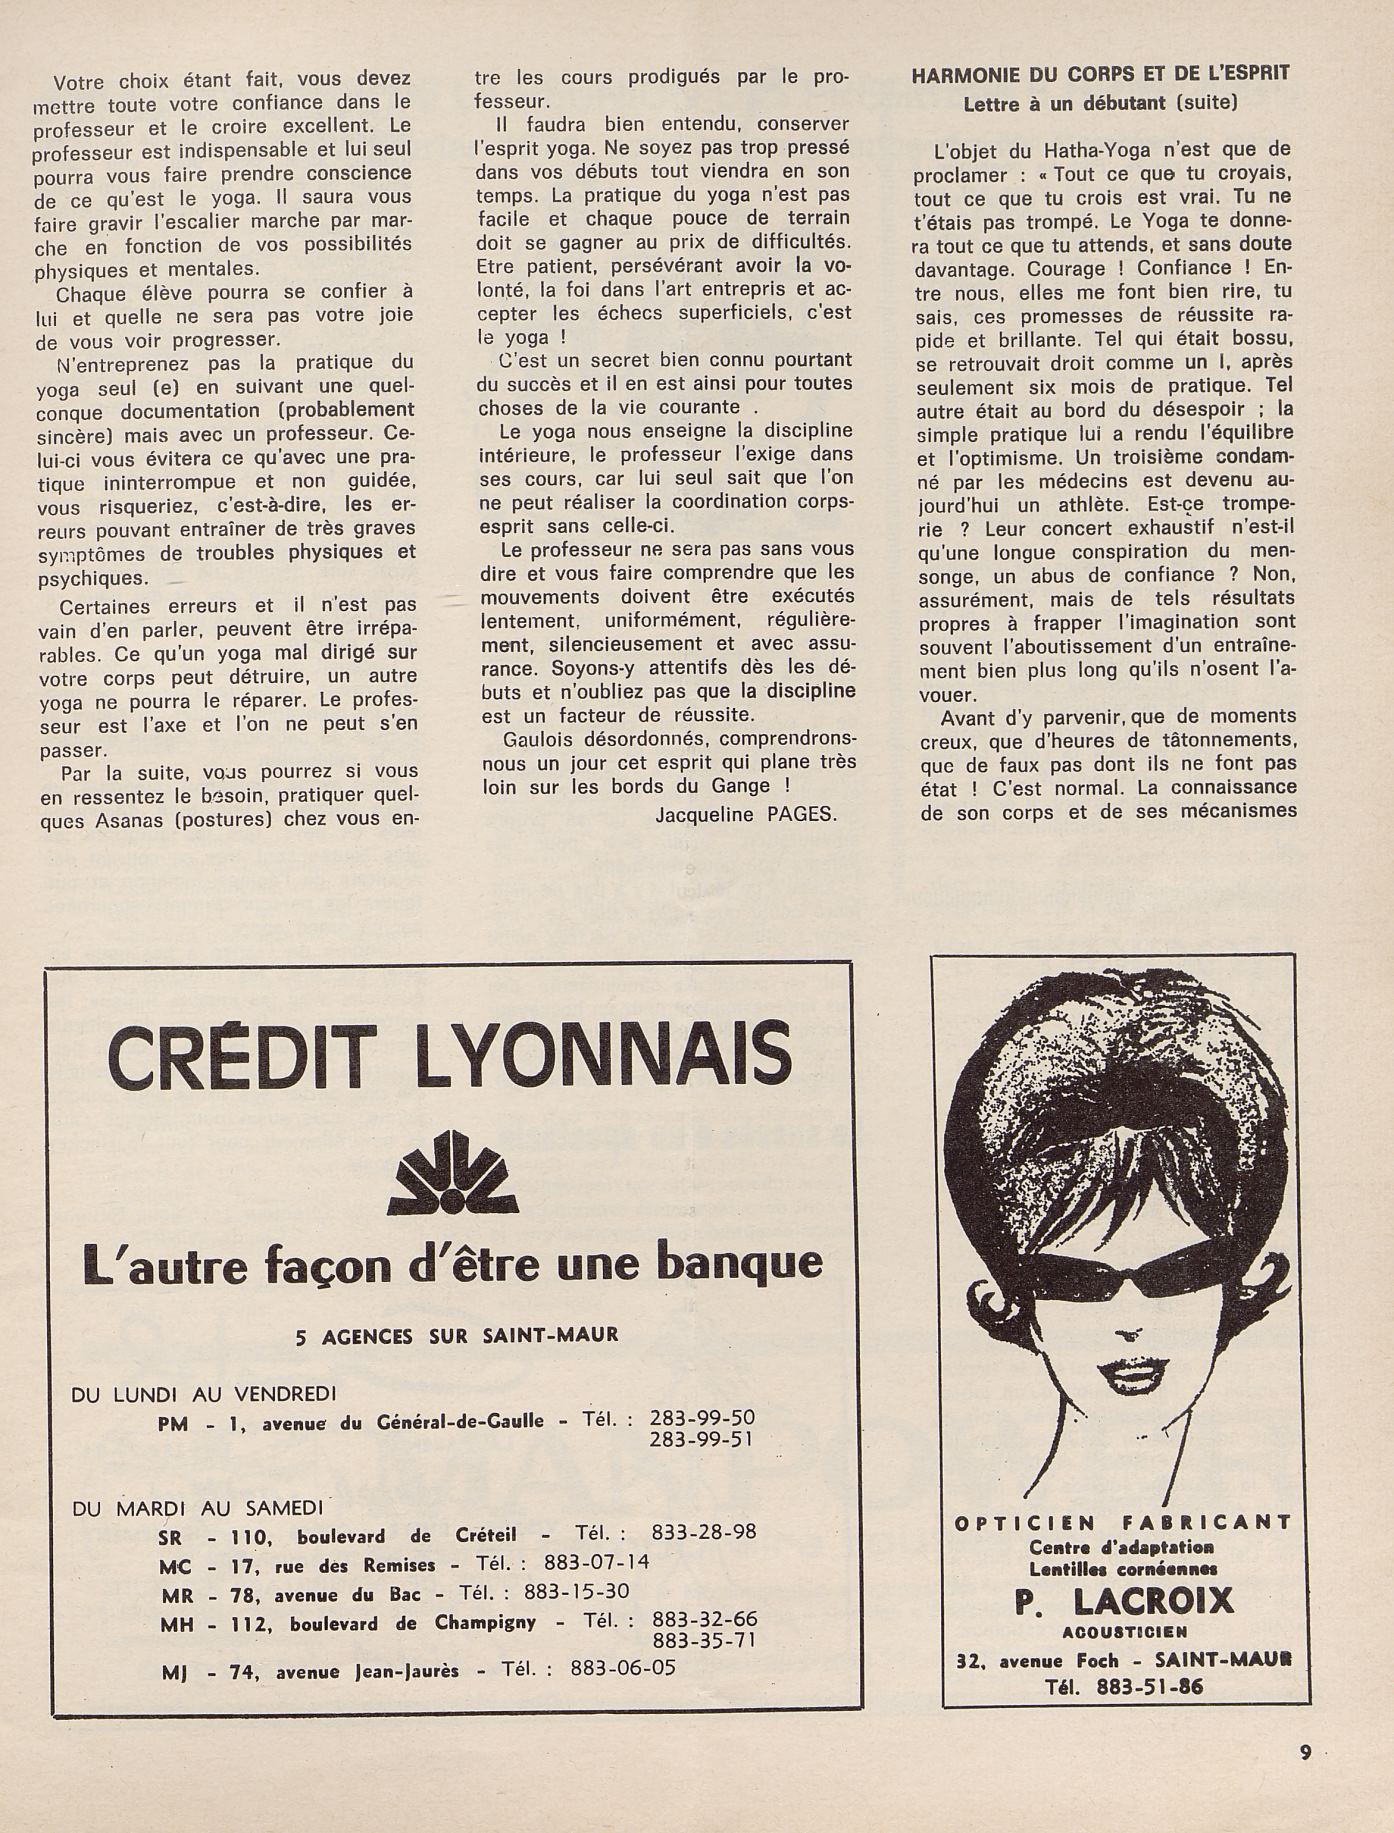 Votre choix étant fait, vous devez
mettre toute votre confiance dans le
professeur et le croire excellent. Le
professeur est indispensable et lui seul
pourra vous faire prendre conscience
de ce qu'est le yoga. Il saura vous
faire gravir l'escalier marche par mar-
che en fonction de vos possibilités
physiques et mentales.
Chaque élève pourra se confier à
lui et quelle ne sera pas votre joie
de vous voir progresser.
N'entreprenez pas la pratique du
yoga seul (e) en suivant une quel-
conque documentation (probablement
sincère) mais avec un professeur. Ce-
lui-ci vous évitera ce qu'avec une pra-
tique ininterrompue et non guidée,
vous risqueriez, c'est-à-dire, les er-
reurs pouvant entraîner de très graves
symptômes de troubles physiques et
psychiques.
Certaines erreurs et il n'est pas
vain d'en parler, peuvent être irrépa-
rables. Ce qu'un yoga mal dirigé sur
votre corps peut détruire, un autre
yoga ne pourra le réparer. Le profes-
seur est l'axe et l'on ne peut s'en
passer.
Par la suite, vous pourrez si vous
en ressentez le besoin, pratiquer quel-
ques Asanas (postures) chez vous en-
tre les cours prodigués par le pro-
fesseur.
Il faudra bien entendu, conserver
l'esprit yoga. Ne soyez pas trop pressé
dans vos débuts tout viendra en son
temps. La pratique du yoga n'est pas
facile et chaque pouce de terrain
doit se gagner au prix de difficultés.
Etre patient, persévérant avoir la vo-
lonté, la foi dans l'art entrepris et ac-
cepter les échecs superficiels, c'est
le yoga !
C'est un secret bien connu pourtant
du succès et il en est ainsi pour toutes
choses de la vie courante .
Le yoga nous enseigne la discipline
intérieure, le professeur l'exige dans
ses cours, car lui seul sait que l'on
ne peut réaliser la coordination corps-
esprit sans celle-ci.
Le professeur ne sera pas sans vous
dire et vous faire comprendre que les
mouvements doivent être exécutés
lentement, uniformément, régulière-
ment, silencieusement et avec assu-
rance. Soyons-y attentifs dès les dé-
buts et n'oubliez pas que la discipline
est un facteur de réussite.
Gaulois désordonnés, comprendrons-
nous un jour cet esprit qui plane très
loin sur les bords du Gange !
Jacqueline PAGES.
HARMONIE DU CORPS ET DE L'ESPRIT
Lettre à un débutant (suite)
L'objet du Hatha-Yoga n'est que de
proclamer : « Tout ce que tu croyais,
tout ce que tu crois est vrai. Tu ne
t'étais pas trompé. Le Yoga te donne-
ra tout ce que tu attends, et sans doute
davantage. Courage ! Confiance ! En-
tre nous, elles me font bien rire, tu
sais, ces promesses de réussite ra-
pide et brillante. Tel qui était bossu,
se retrouvait droit comme un I, après
seulement six mois de pratique. Tel
autre était au bord du désespoir ; la
simple pratique lui a rendu l'équilibre
et l'optimisme. Un troisième condam-
né par les médecins est devenu au-
jourd'hui un athlète. Est-çe trompe-
rie ? Leur concert exhaustif n'est-il
qu'une longue conspiration du men-
songe, un abus de confiance ? Non,
assurément, mais de tels résultats
propres à frapper l'imagination sont
souvent l'aboutissement d'un entraîne-
ment bien plus long qu'ils n'osent l'a-
vouer.
Avant d'y parvenir, que de moments
creux, que d'heures de tâtonnements,
que de faux pas dont ils ne font pas
état ! C'est normal. La connaissance
de son corps et de ses mécanismes
CRÉDIT LYONNAIS
L'autre façon d'être une banque
5 AGENCES SUR SAINT-MAUR
DU LUNDI AU VENDREDI
PM - 1, avenue du Général-de-Gaulle - Tél. : 283-99-50
283-99-51
DU MARDI AU SAMEDI
SR - 110, boulevard de Créteil - Tél. : 833-28-98
MC - 17, rue des Remises - Tél. : 883-07-14
MR - 78, avenue du Bac - Tél. : 883-15-30
MH - 112, boulevard de Champigny - Tél. : 883-32-66
883-35-71
MJ - 74, avenue Jean-Jaurès - Tél. : 883-06-05
OPTICIEN FABRICANT
Centre d'adaptation
Lentilles cornéennes
P. LACROIX
ACOUSTICIEN
32, avenue Foch - SAINT-MAUR
Tél. 883-51-86
9